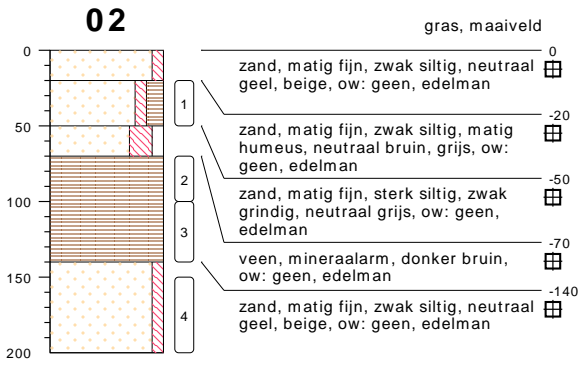 02
gras, maaiveld
0
0
zand, matig fijn, zwak siltig, neutraal
geel, beige, ow: geen, edelman
1
-20
50
zand, matig fijn, zwak siltig, matig
humeus, neutraal bruin, grijs, ow:
geen, edelman
-50
2
zand, matig fijn, sterk siltig, zwak
grindig, neutraal grijs, ow: geen,
edelman
100
3
-70
veen, mineraalarm, donker bruin,
ow: geen, edelman
150
-140
4
zand, matig fijn, zwak siltig, neutraal
geel, beige, ow: geen, edelman
200